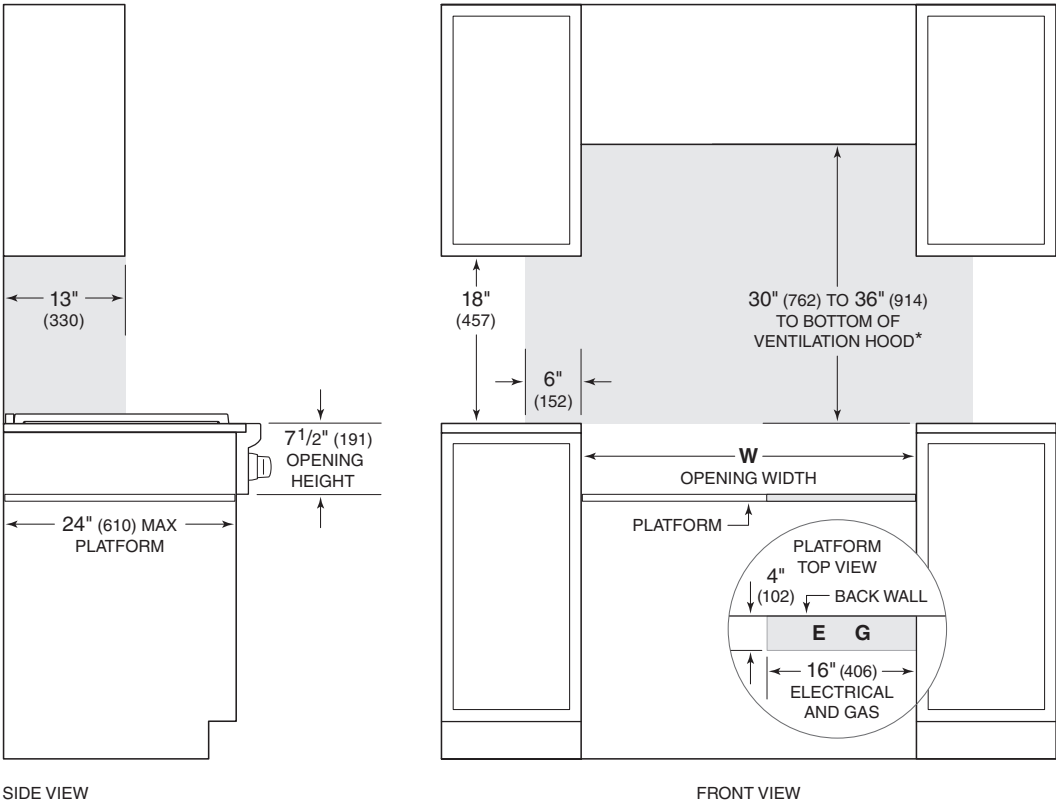 13"
(330)
7 1/2" (191)
OPENING
HEIGHT
24" (610) MAX
PLATFORM
SIDE VIEW
18"
(457)
30" (762) TO 36" (914)
TO BOTTOM OF
VENTILATION HOOD*
6"
(152)
W
OPENING WIDTH
PLATFORM
PLATFORM
TOP VIEW
4"
(102)
BACK WALL
E G
16" (406)
ELECTRICAL
AND GAS
FRONT VIEW